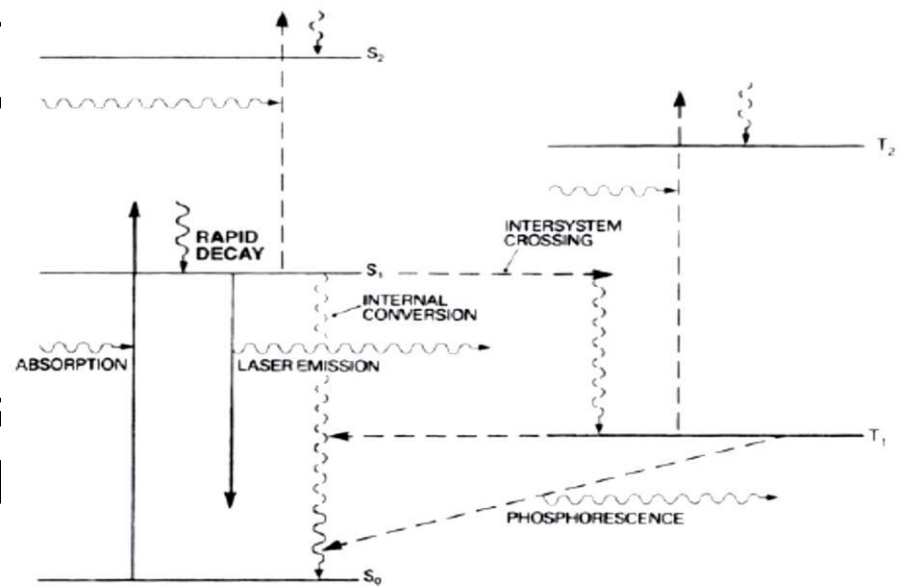 S₂
T₂
RAPID
DECAY
INTERSYSTEM
CROSSING
S₁
INTERNAL
CONVERSION
ABSORPTION
LASER EMISSION
T₁
PHOSPHORESCENCE
S₀